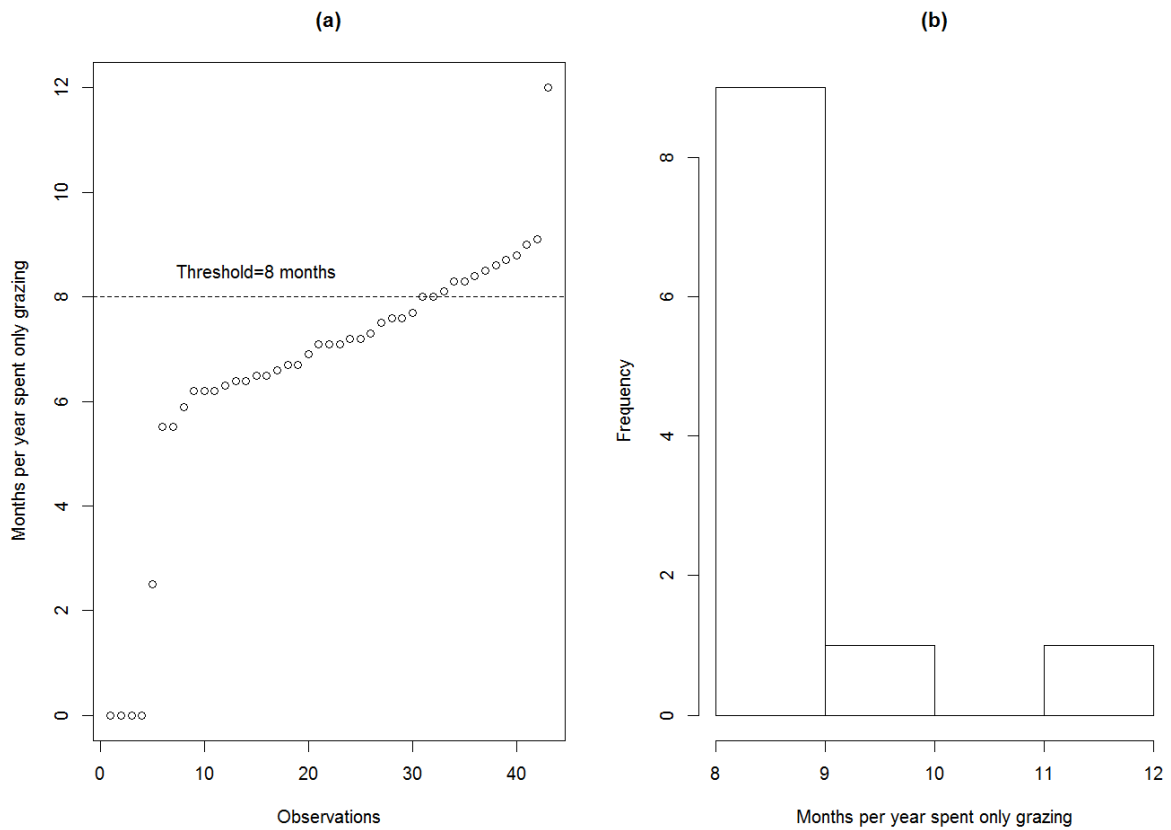 (a)
Months per year spent only grazing
12
10
8
6
4
2
0
Threshold=8 months
0 10 20 30 40
Observations
(b)
Frequency
8
6
4
2
0
8 9 10 11 12
Months per year spent only grazing